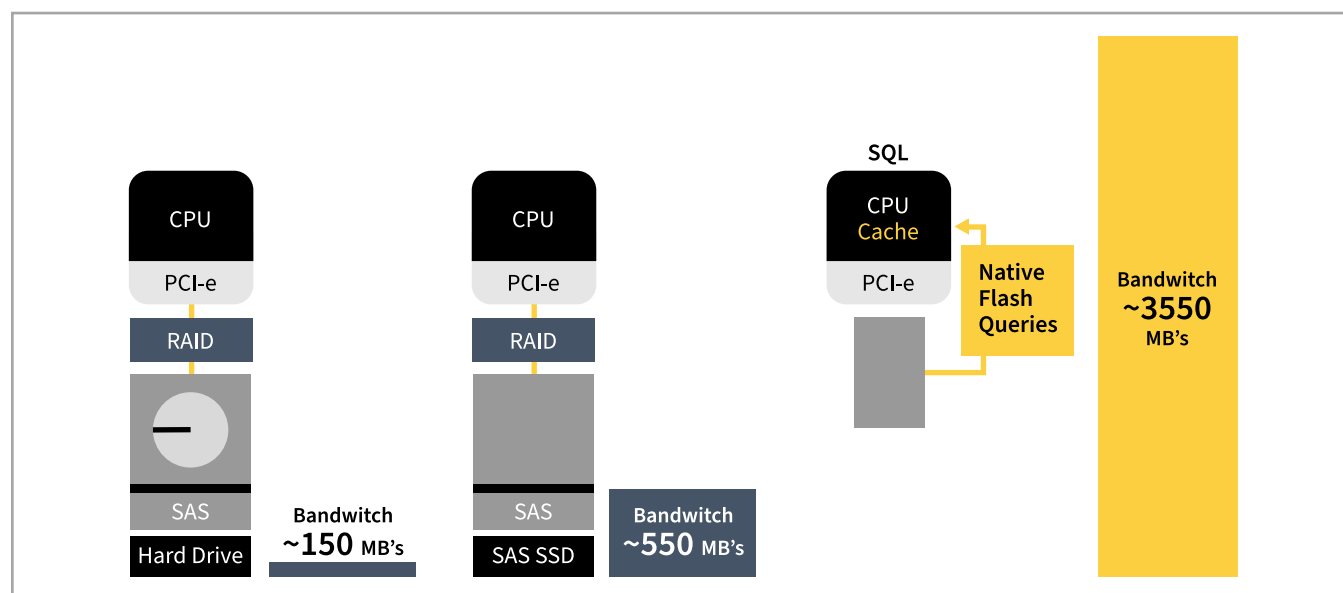 CPU
PCI-e
RAID
SAS
Hard Drive
Bandwitch
~150 MB's
CPU
PCI-e
RAID
SAS
SAS SSD
Bandwitch
~550 MB's
SQL
CPU
Cache
PCI-e
Native
Flash
Queries
Bandwitch
~3550
MB's